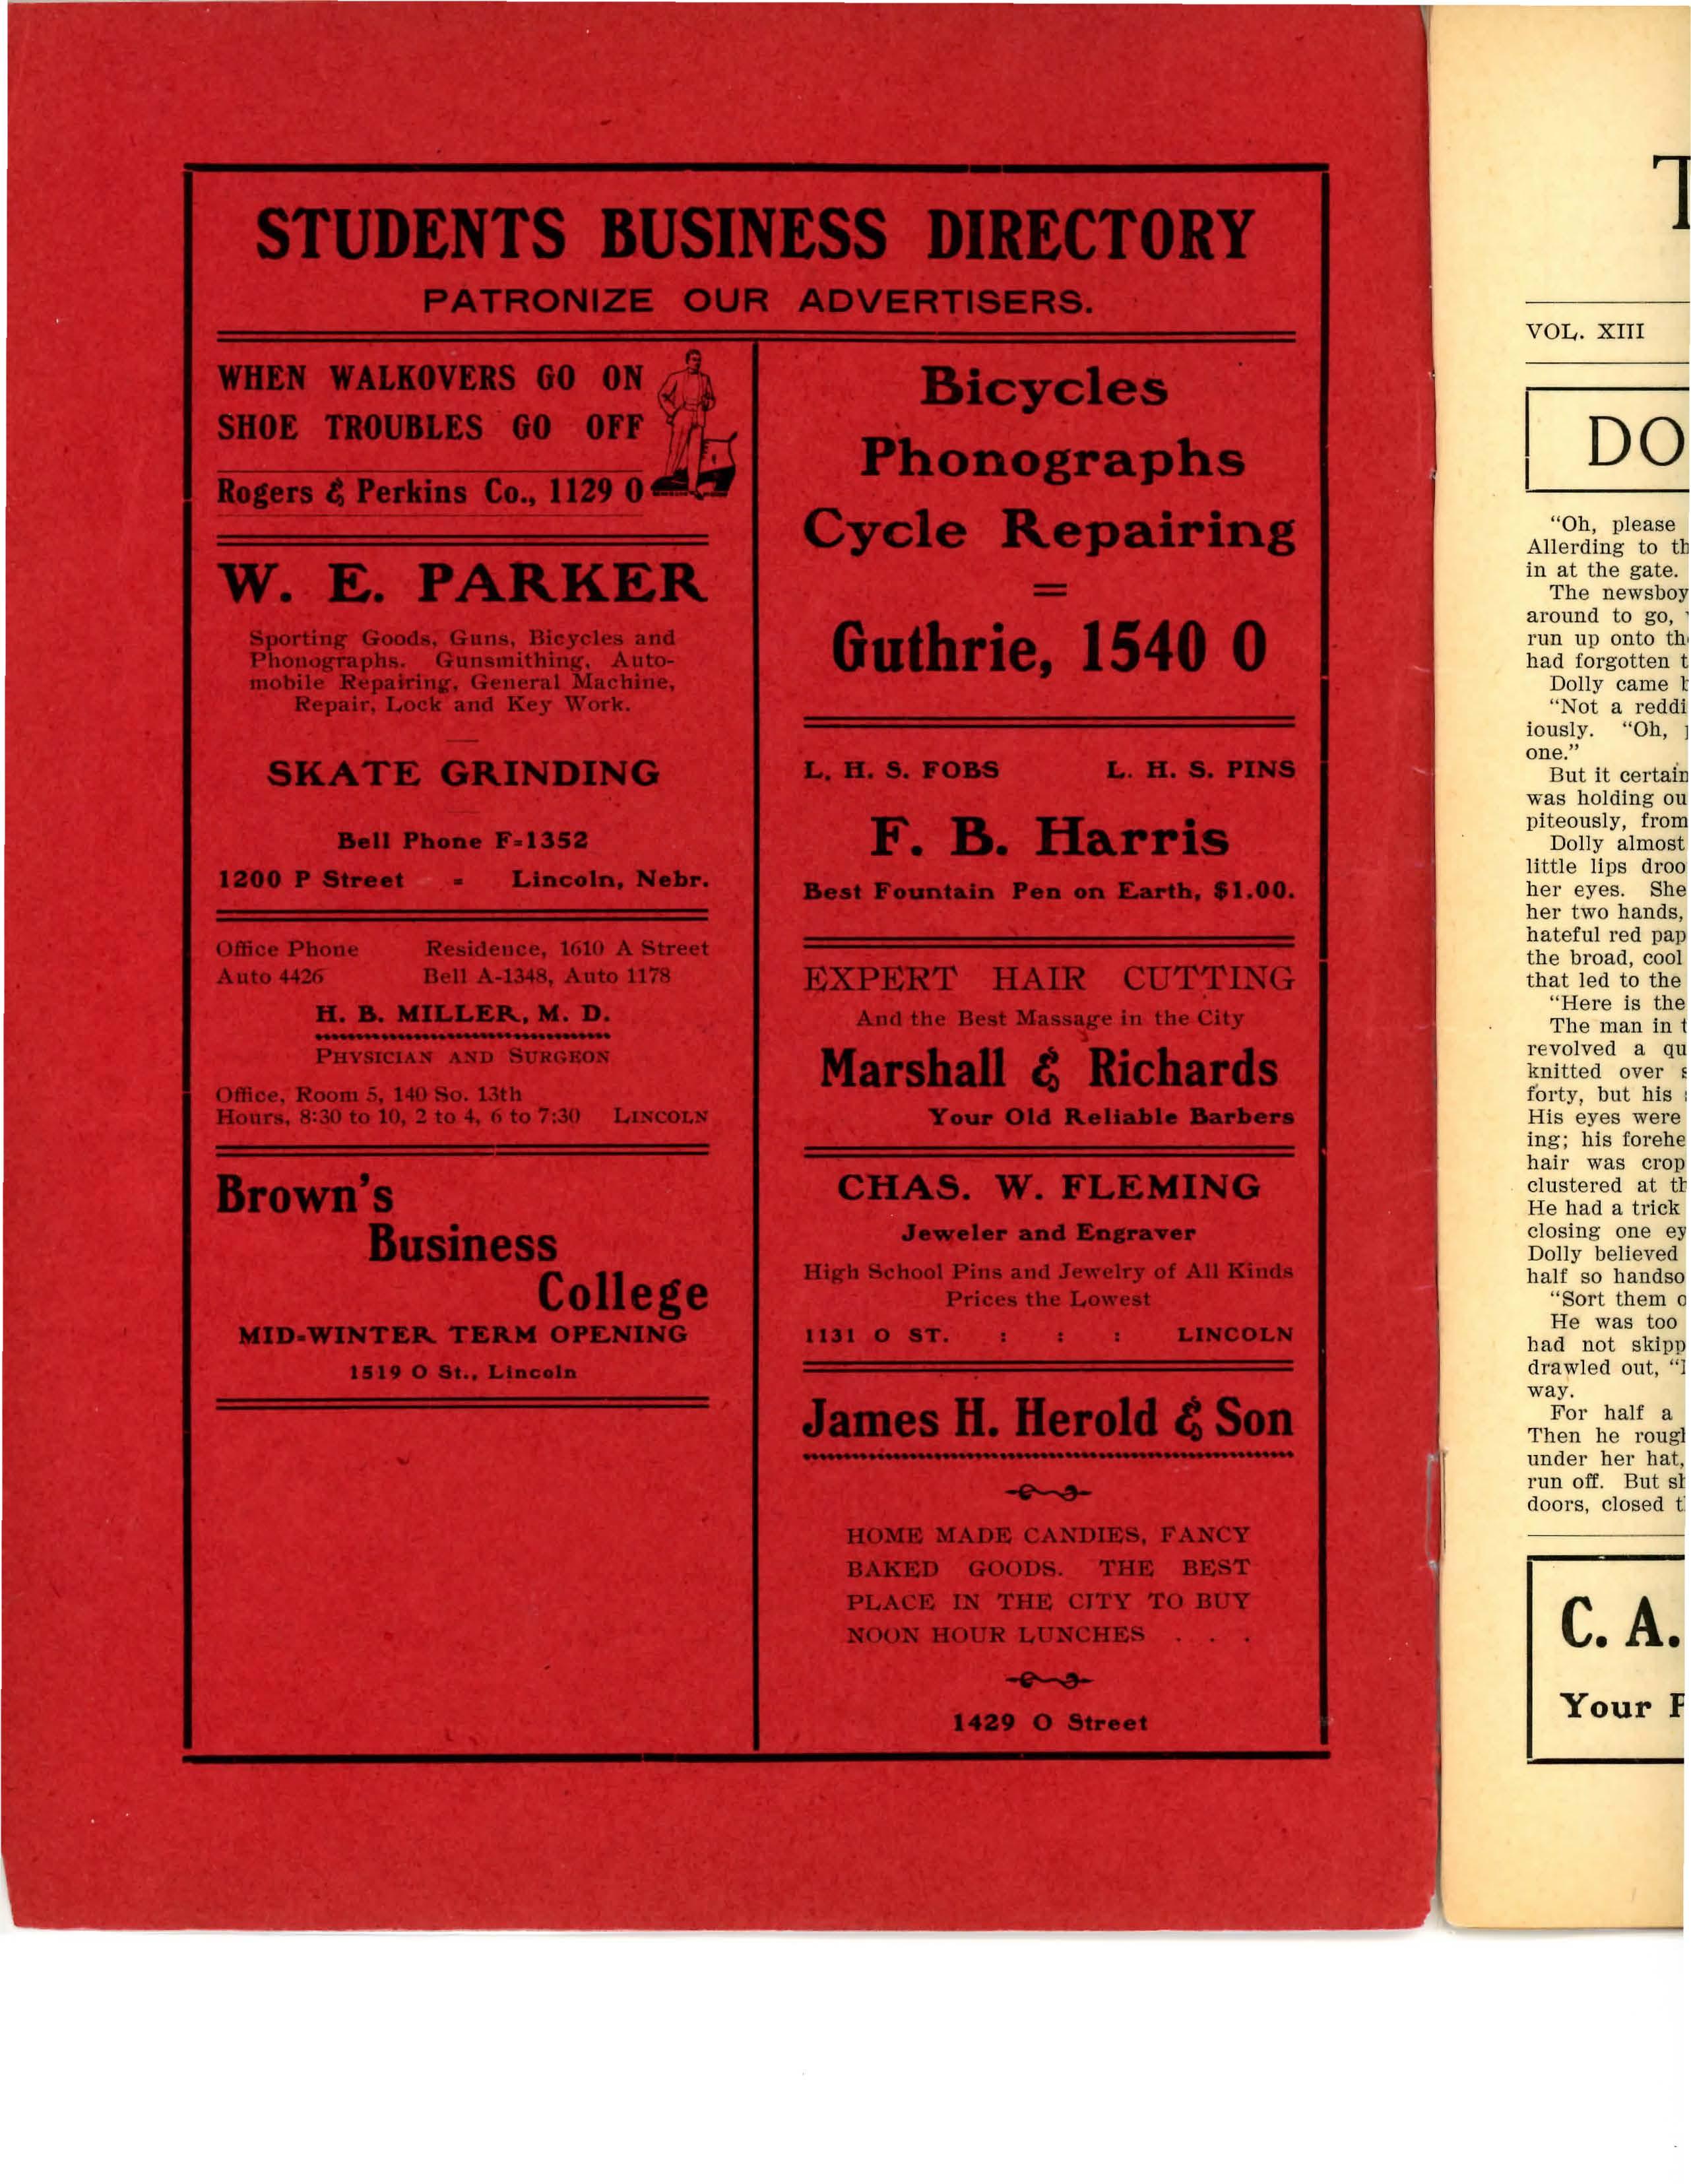 STUDENTS BUSINESS DIRECTORY
PATRONIZE OUR ADVERTISERS.
WHEN WALKOVERS GO ON
SHOE TROUBLES GO OFF
Rogers & Perkins Co., 1129 O
W. E. PARKER
Sporting Goods, Guns, Bicycles and
Phonographs. Gunsmithing, Auto-
mobile Repairing, General Machine,
Repair, Lock and Key Work.
SKATE GRINDING
Bell Phone F-1352
1200 P Street - Lincoln, Nebr.
Office Phone Residence, 1610 A Street
Auto 4426 Bell A-1348, Auto 1178
H. B. MILLER, M. D.
PHYSICIAN AND SURGEON
Office, Room 5, 140 So. 13th
Hours, 8:30 to 10, 2 to 4, 6 to 7:30 LINCOLN
Brown's
Business
College
MID-WINTER TERM OPENING
1519 O St., Lincoln
Bicycles
Phonographs
Cycle Repairing
Guthrie, 1540 O
L. H. S. FOBS L. H. S. PINS
F. B. Harris
Best Fountain Pen on Earth, $1.00.
EXPERT HAIR CUTTING
And the Best Massage in the City
Marshall & Richards
Your Old Reliable Barbers
CHAS. W. FLEMING
Jeweler and Engraver
High School Pins and Jewelry of All Kinds
Prices the Lowest
1131 O ST. : : : LINCOLN
James H. Herold & Son
HOME MADE CANDIES, FANCY
BAKED GOODS. THE BEST
PLACE IN THE CITY TO BUY
NOON HOUR LUNCHES . . .
1429 O Street
T
VOL. XIII
DO
"Oh, please
Allerding to th
in at the gate.
The newsboy
around to go,
run up onto th
had forgotten t
Dolly came
"Not a reddi
iously. "Oh,
one."
But it certain
was holding ou
piteously, from
Dolly almost
little lips droo
her eyes. She
her two hands,
hateful red pap
the broad, cool
that led to the
"Here is the
The man in t
revolved a qu
knitted over s
forty, but his
His eyes were
ing; his forehe
hair was crop
clustered at th
He had a trick
closing one ey
Dolly believed
half so handso
"Sort them o
He was too
had not skipp
drawled out, "I
way.
For half a
Then he rough
under her hat,
run off. But sh
doors, closed t
C. A.
Your P